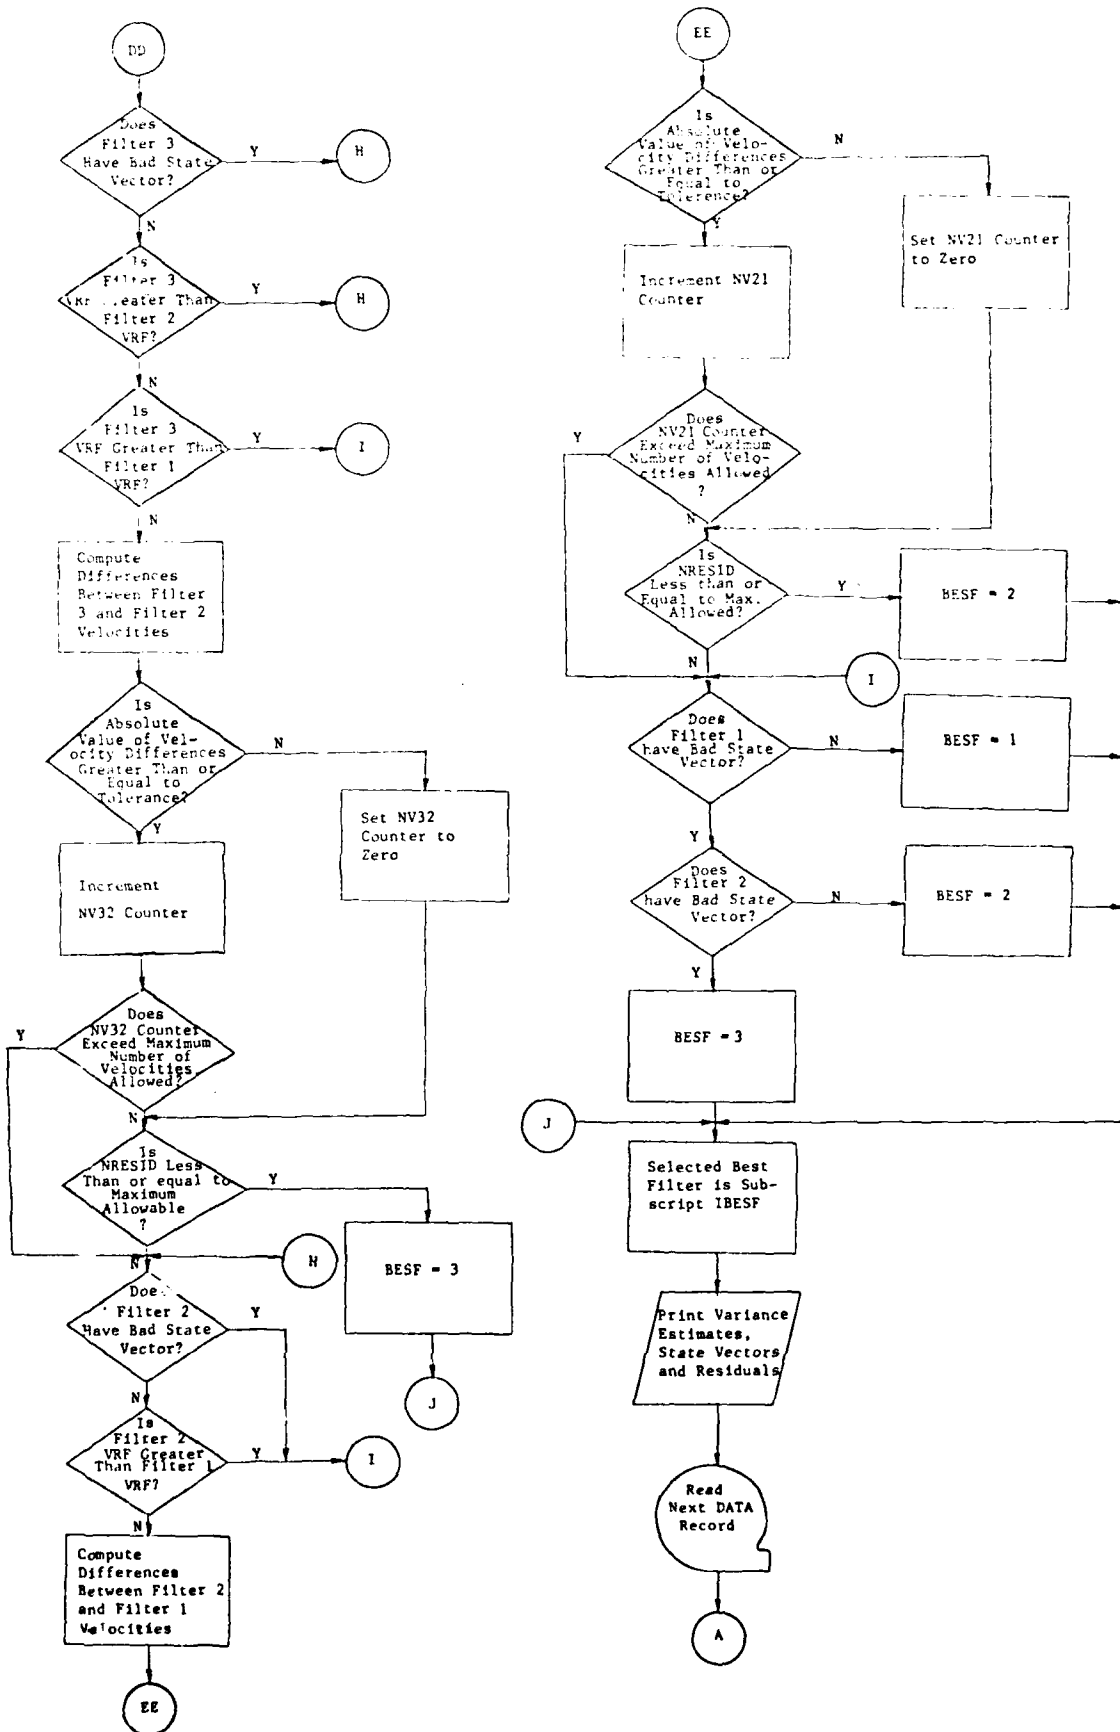 DD
Does
Filter 3
Have Bad State
Vector?
Y
H
N
Is
Filter 3
VRF Greater Than
Filter 2
VRF?
Y
H
N
Is
Filter 3
VRF Greater Than
Filter 1
VRF?
Y
I
N
Compute
Differences
Between Filter
3 and Filter 2
Velocities
Is
Absolute
Value of Vel-
ocity Differences
Greater Than or
Equal to
Tolerance?
N
Y
Set NV32
Counter to
Zero
Increment
NV32 Counter
Does
NV32 Counter
Exceed Maximum
Number of
Velocities
Allowed?
Y
N
Is
NRESID Less
Than or equal to
Maximum
Allowable
?
Y
N
BESF = 3
J
H
Does
Filter 2
Have Bad State
Vector?
Y
N
Is
Filter 2
VRF Greater
Than Filter 1
VRF?
Y
I
N
Compute
Differences
Between Filter 2
and Filter 1
Velocities
EE
EE
Is
Absolute
Value of Velo-
city Differences
Greater Than or
Equal to
Tolerence?
N
Y
Set NV21 Counter
to Zero
Increment NV21
Counter
Does
NV21 Counter
Exceed Maximum
Number of Velo-
cities Allowed
?
Y
N
Is
NRESID
Less than or
Equal to Max.
Allowed?
Y
BESF = 2
N
I
Does
Filter 1
have Bad State
Vector?
N
BESF = 1
Y
Does
Filter 2
have Bad State
Vector?
N
BESF = 2
Y
BESF = 3
J
Selected Best
Filter is Sub-
script IBESF
Print Variance
Estimates,
State Vectors
and Residuals
Read
Next DATA
Record
A